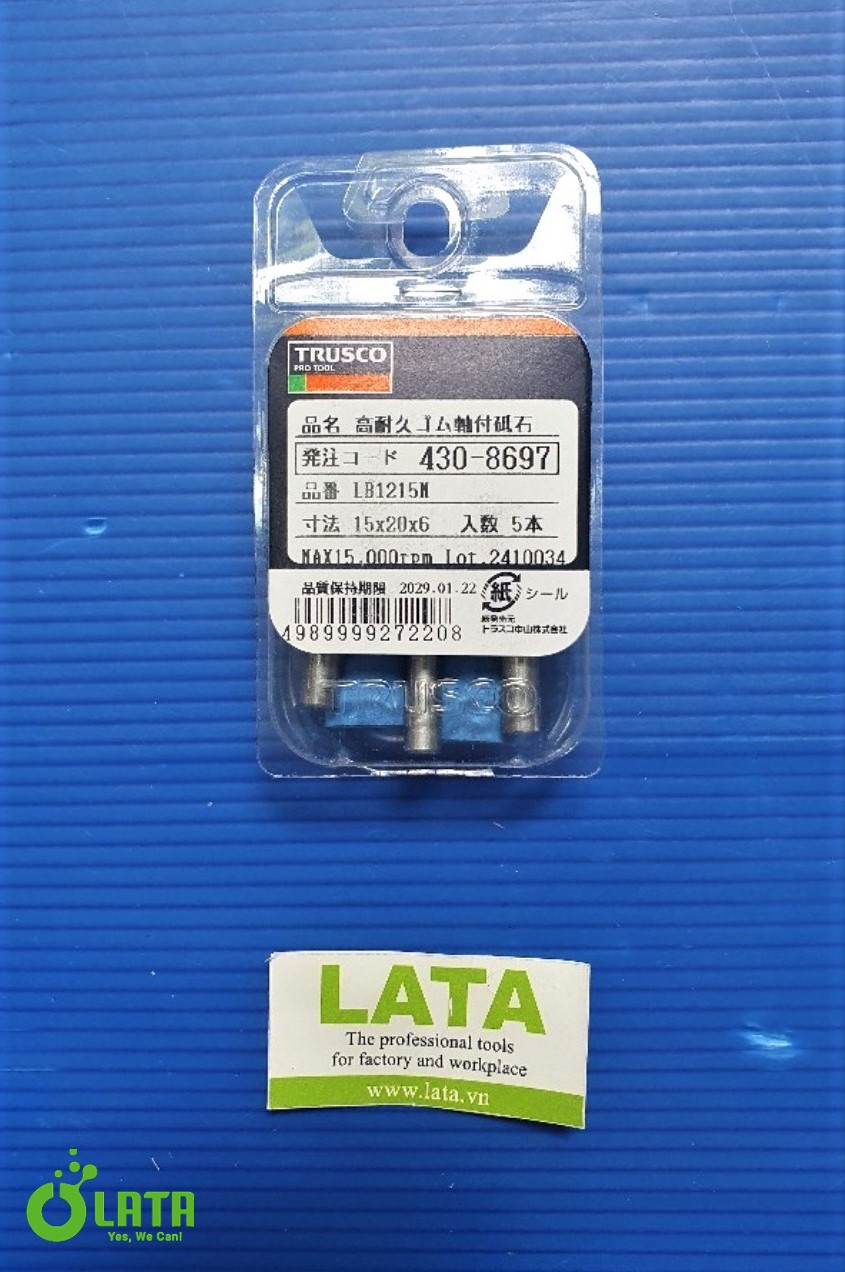 TRUSCO
PRO TOOL
品名 高耐久ゴム軸付砥石
発注コード 430-8697
品番 LB1215M
寸法 15x20x6 入数 5本
MAX15,000rpm Lot.2410034
品質保持期限 2029.01.22
紙 シール
4989999272208
販売元
トラスコ中山株式会社
TRUSCO
LATA
The professional tools
for factory and workplace
www.lata.vn
LATA
Yes, We Can!